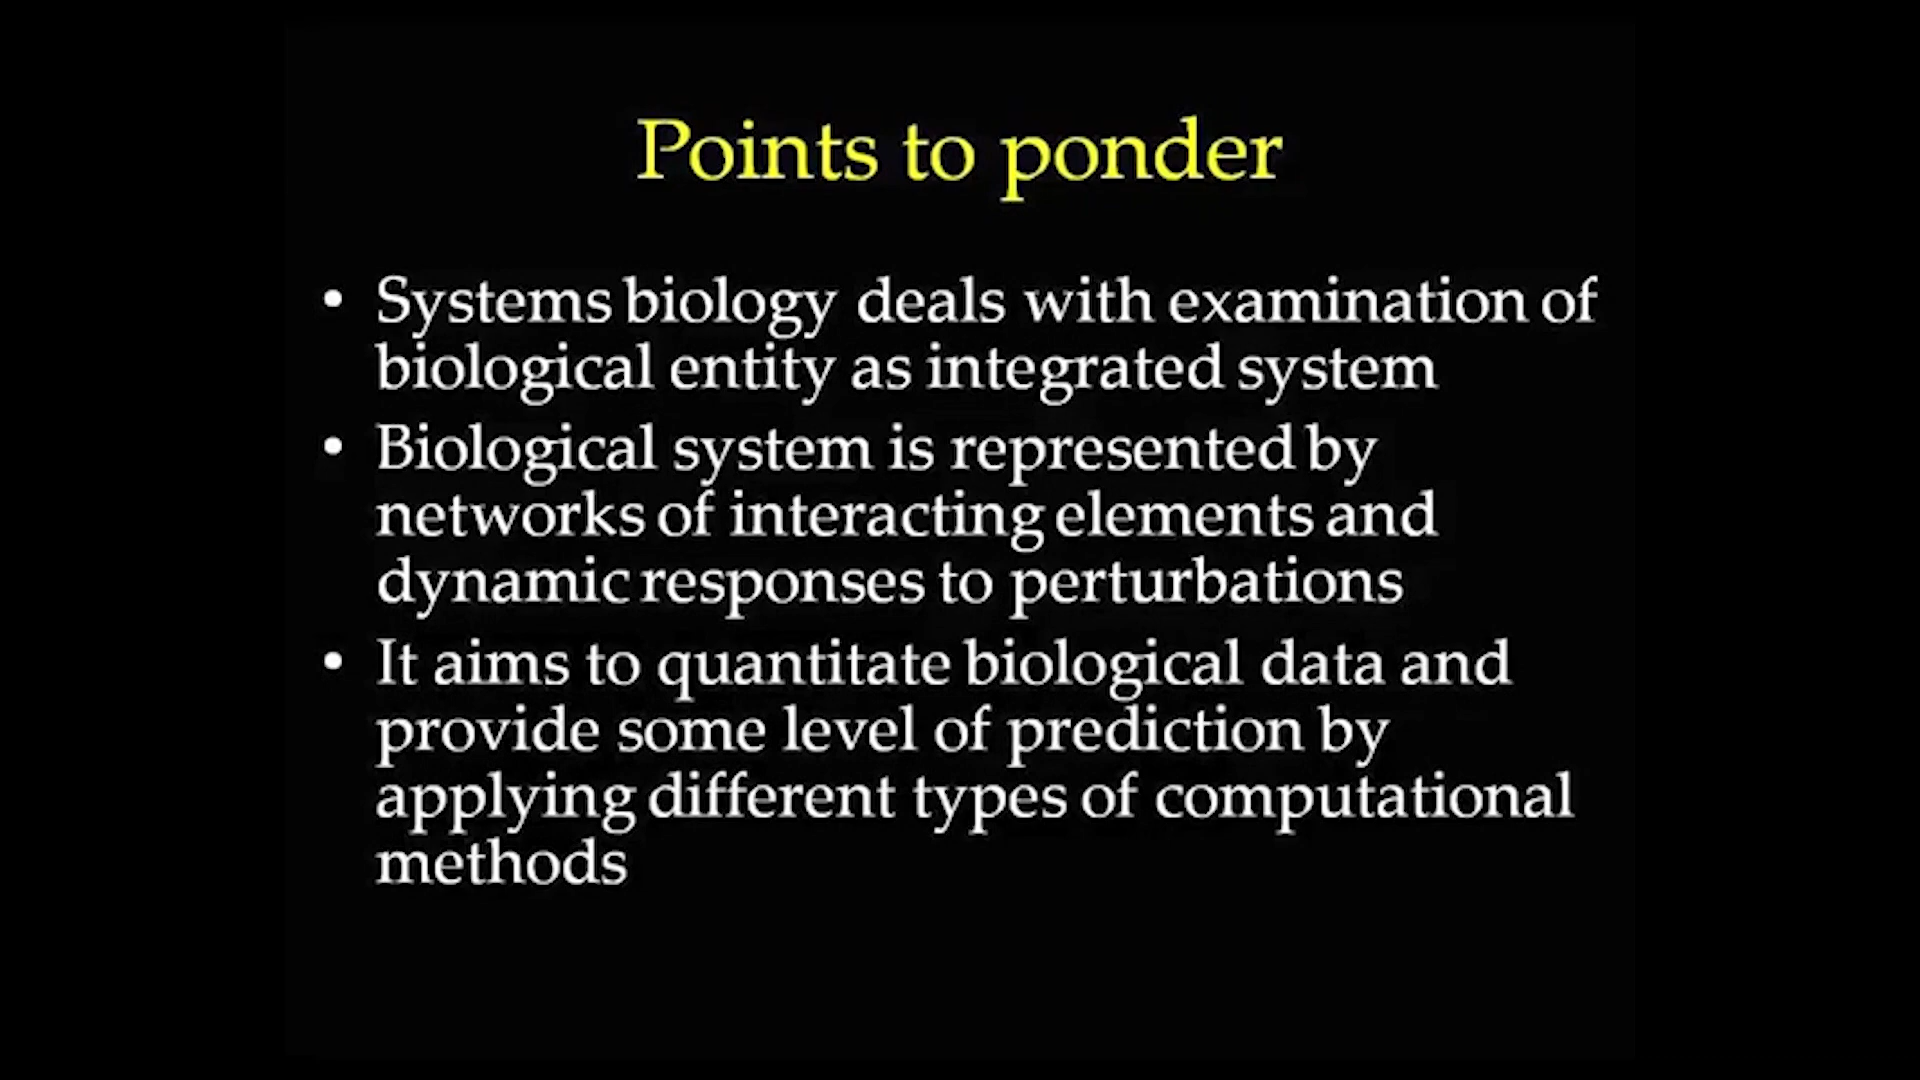 Points to ponder
• Systems biology deals with examination of
biological entity as integrated system
• Biological system is represented by
networks of interacting elements and
dynamic responses to perturbations
• It aims to quantitate biological data and
provide some level of prediction by
applying different types of computational
methods